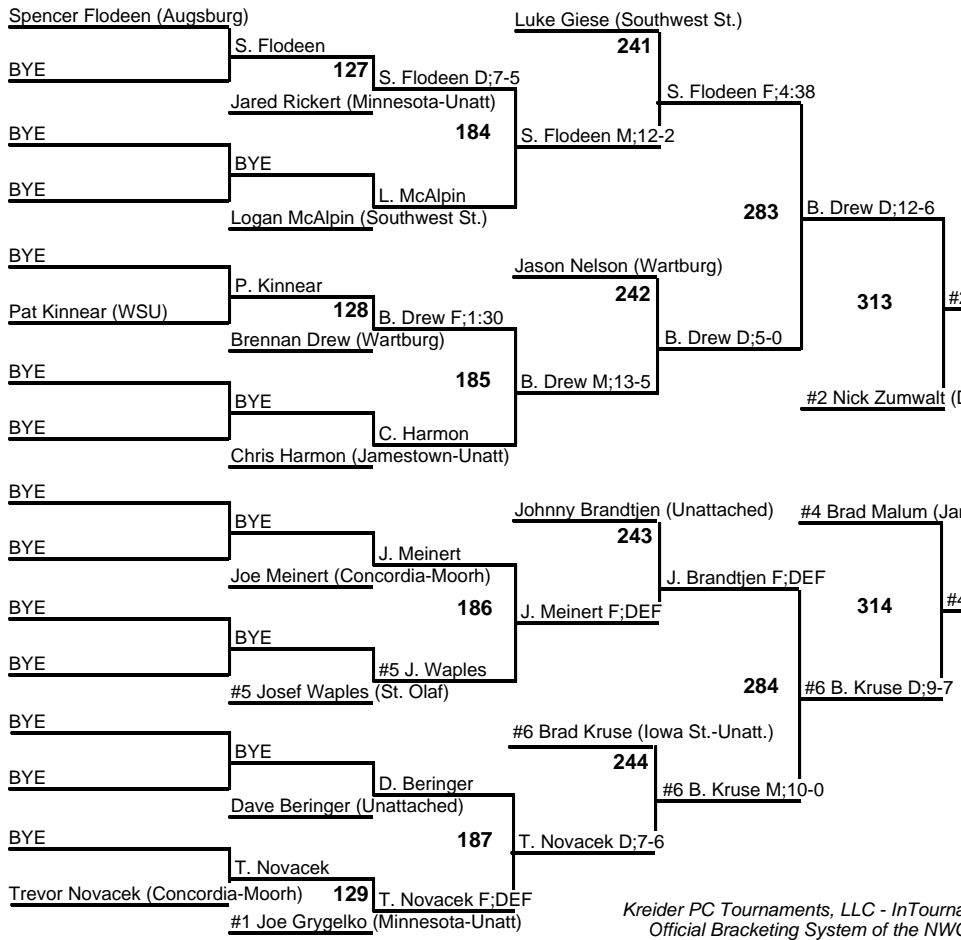 Spencer Flodeen (Augsburg)
BYE
BYE
BYE
BYE
Pat Kinnear (WSU)
BYE
BYE
BYE
BYE
BYE
BYE
BYE
BYE
BYE
Trevor Novacek (Concordia-Moorh)
S. Flodeen
127
Jared Rickert (Minnesota-Unatt)
BYE
Logan McAlpin (Southwest St.)
P. Kinnear
128
Brennan Drew (Wartburg)
BYE
Chris Harmon (Jamestown-Unatt)
BYE
Joe Meinert (Concordia-Moorh)
BYE
#5 Josef Waples (St. Olaf)
BYE
Dave Beringer (Unattached)
T. Novacek
129
#1 Joe Grygelko (Minnesota-Unatt)
S. Flodeen D;7-5
184
L. McAlpin
B. Drew F;1:30
185
C. Harmon
J. Meinert
186
#5 J. Waples
D. Beringer
187
T. Novacek F;DEF
Luke Giese (Southwest St.)
241
S. Flodeen M;12-2
Jason Nelson (Wartburg)
242
B. Drew M;13-5
Johnny Brandtjen (Unattached)
243
J. Meinert F;DEF
#6 Brad Kruse (Iowa St.-Unatt.)
244
T. Novacek D;7-6
S. Flodeen F;4:38
283
B. Drew D;5-0
J. Brandtjen F;DEF
284
#6 B. Kruse M;10-0
B. Drew D;12-6
313
#2 Nick Zumwalt
#4 Brad Malum
314
#6 B. Kruse D;9-7
Kreider PC Tournaments, LLC -
Official Bracketing System of the